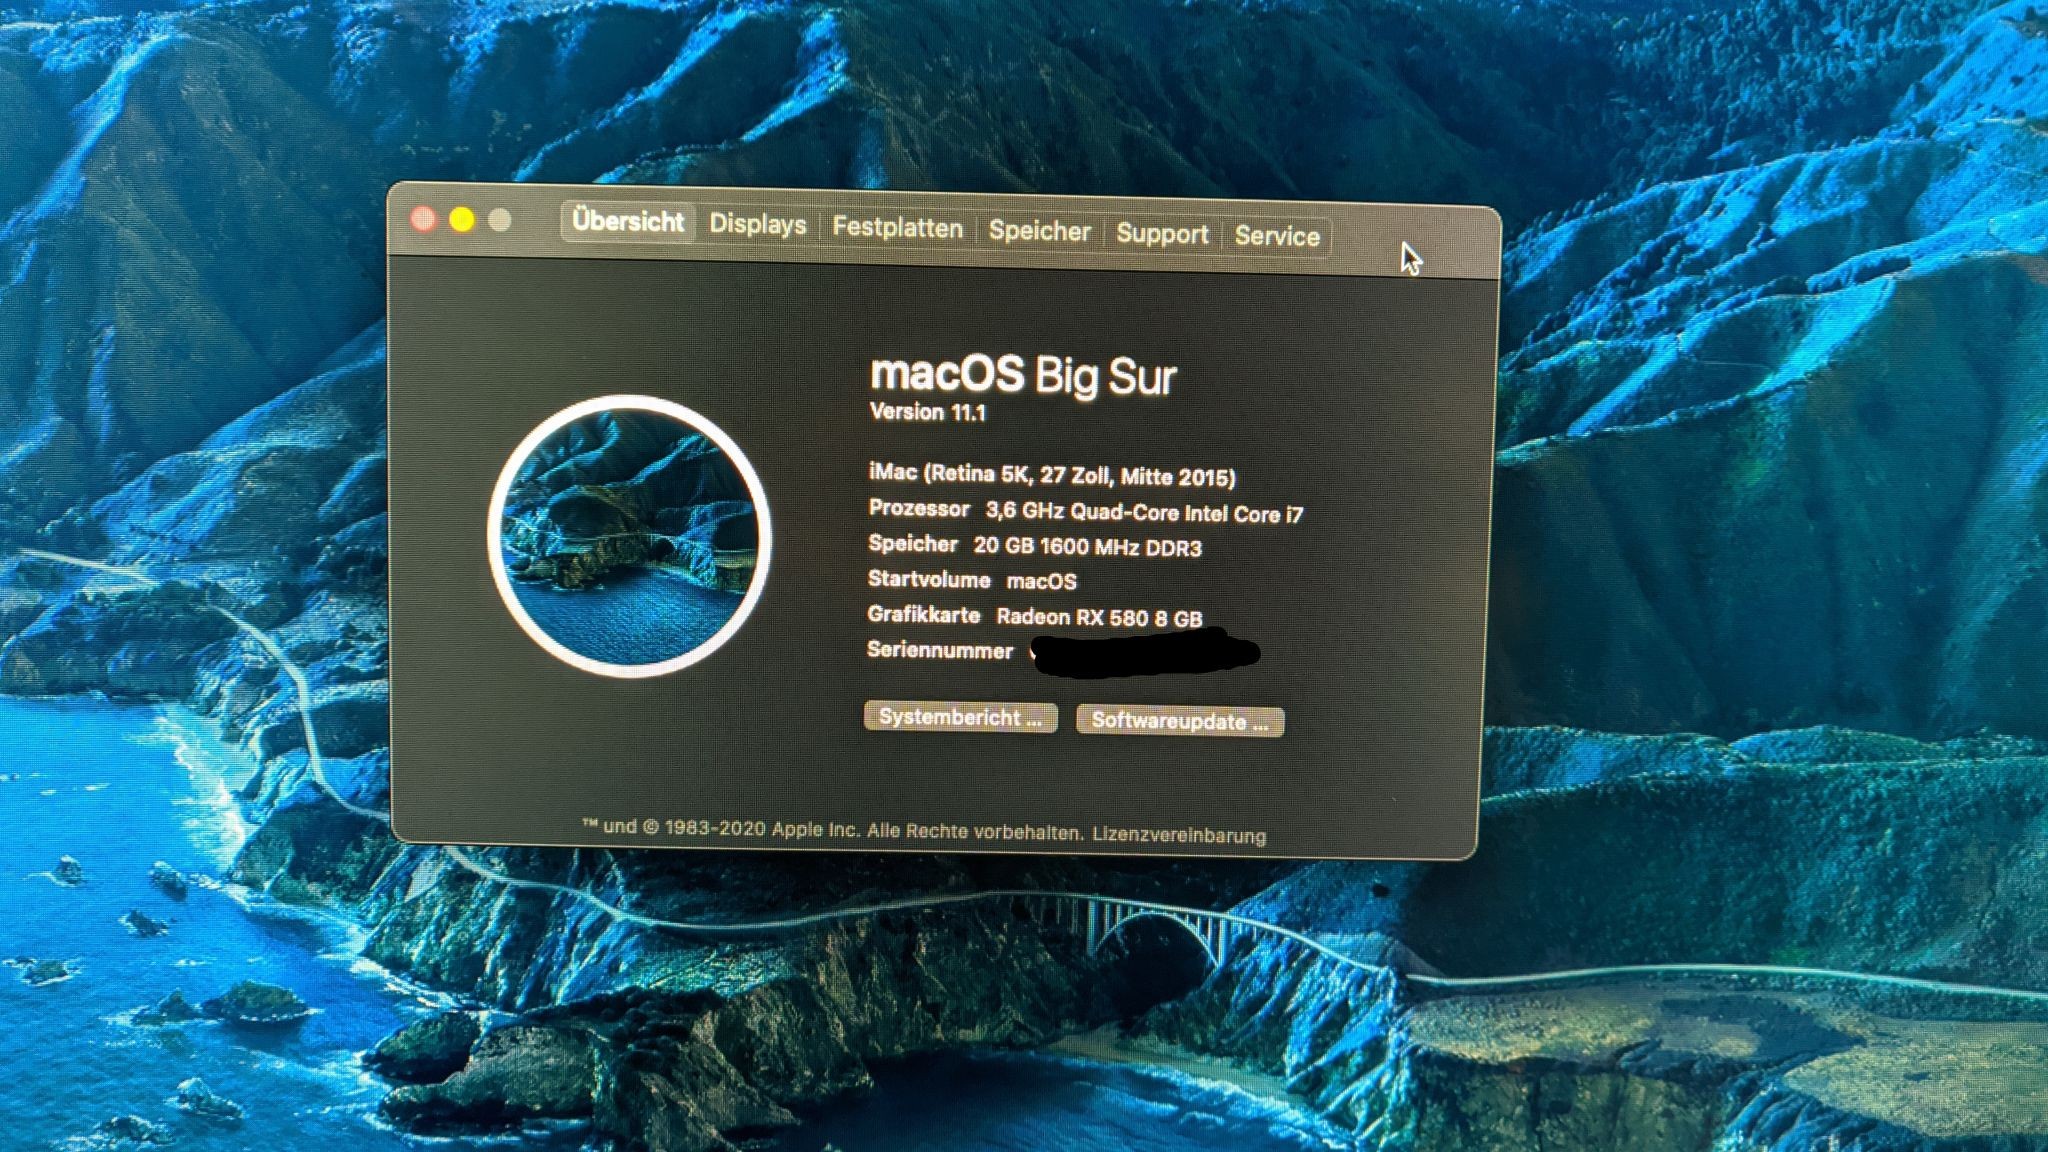 Übersicht Displays Festplatten Speicher Support Service
macOS Big Sur
Version 11.1
iMac (Retina 5K, 27 Zoll, Mitte 2015)
Prozessor 3,6 GHz Quad-Core Intel Core i7
Speicher 20 GB 1600 MHz DDR3
Startvolume macOS
Grafikkarte Radeon RX 580 8 GB
Seriennummer
Systembericht ... Softwareupdate ...
™ und © 1983-2020 Apple Inc. Alle Rechte vorbehalten. Lizenzvereinbarung